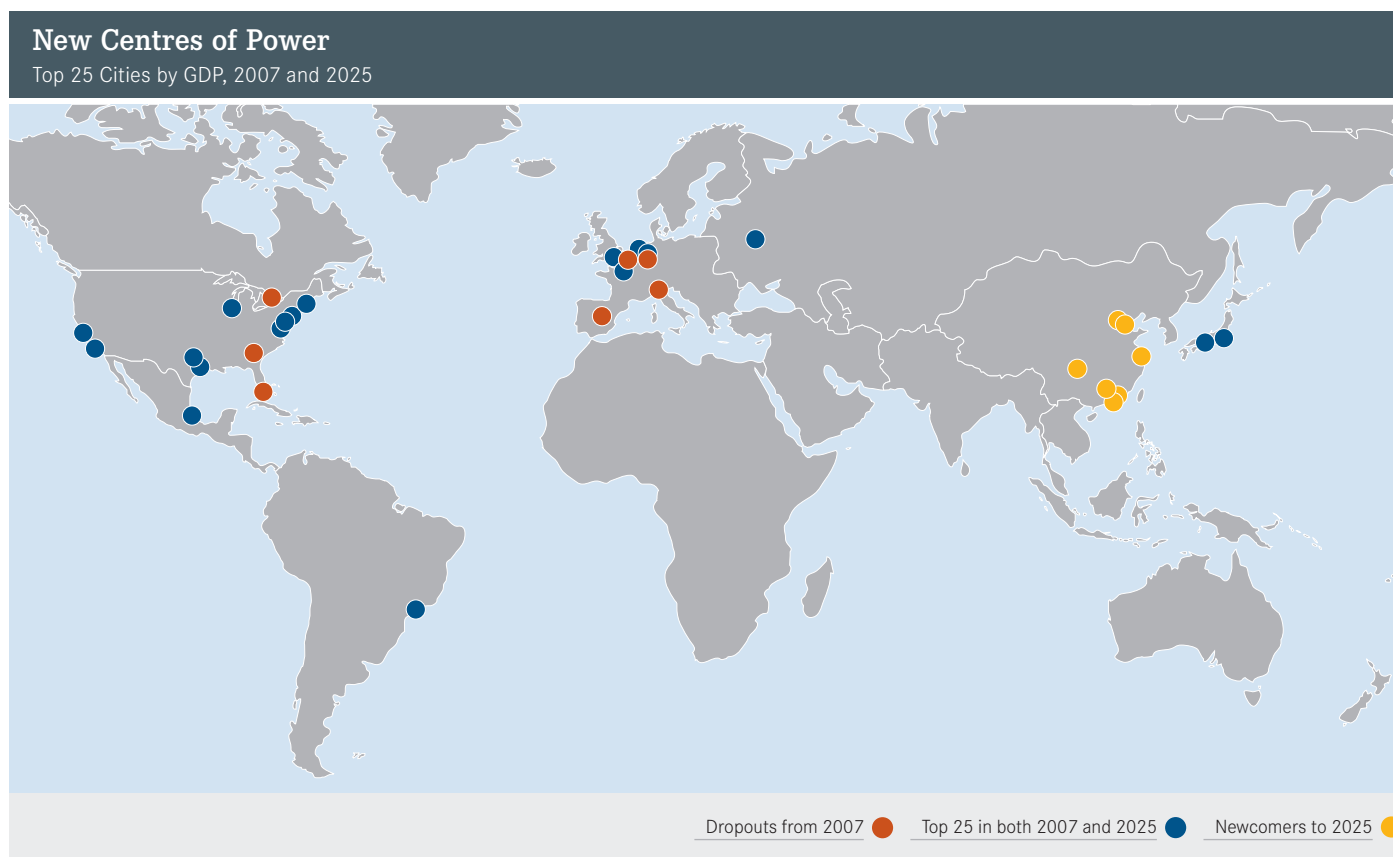 New Centres of Power
Top 25 Cities by GDP, 2007 and 2025
Dropouts from 2007
Top 25 in both 2007 and 2025
Newcomers to 2025